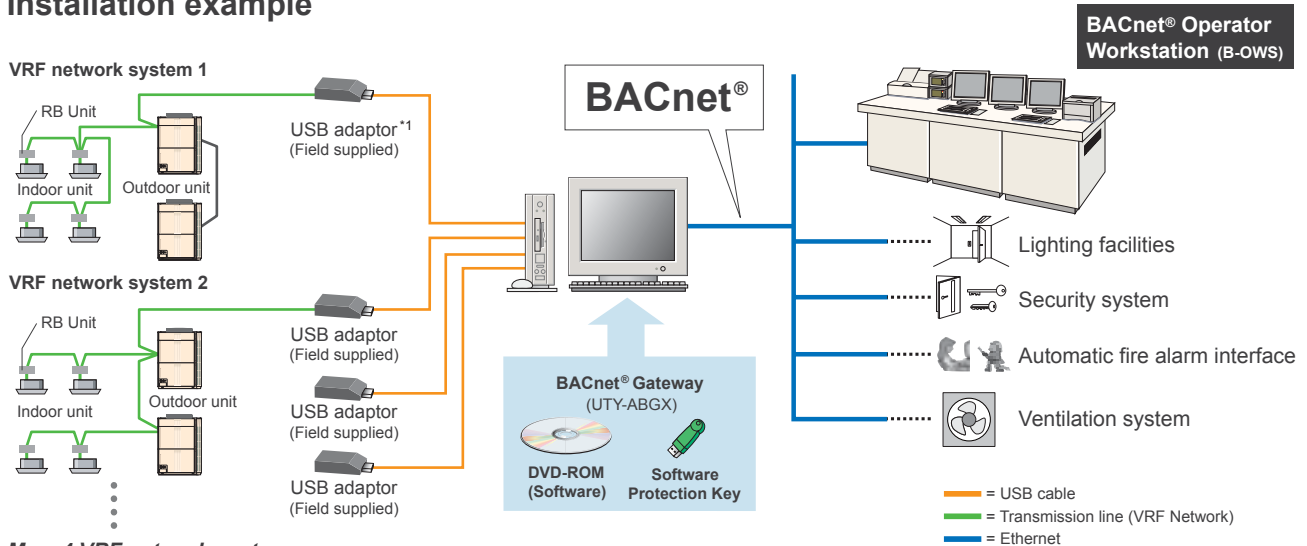 Installation example
BACnet® Operator
Workstation (B-OWS)
VRF network system 1
RB Unit
Indoor unit
Outdoor unit
USB adaptor*1
(Field supplied)
BACnet®
VRF network system 2
RB Unit
Indoor unit
Outdoor unit
USB adaptor
(Field supplied)
USB adaptor
(Field supplied)
USB adaptor
(Field supplied)
BACnet® Gateway
(UTY-ABGX)
DVD-ROM
(Software)
Software
Protection Key
Lighting facilities
Security system
Automatic fire alarm interface
Ventilation system
= USB cable
= Transmission line (VRF Network)
= Ethernet